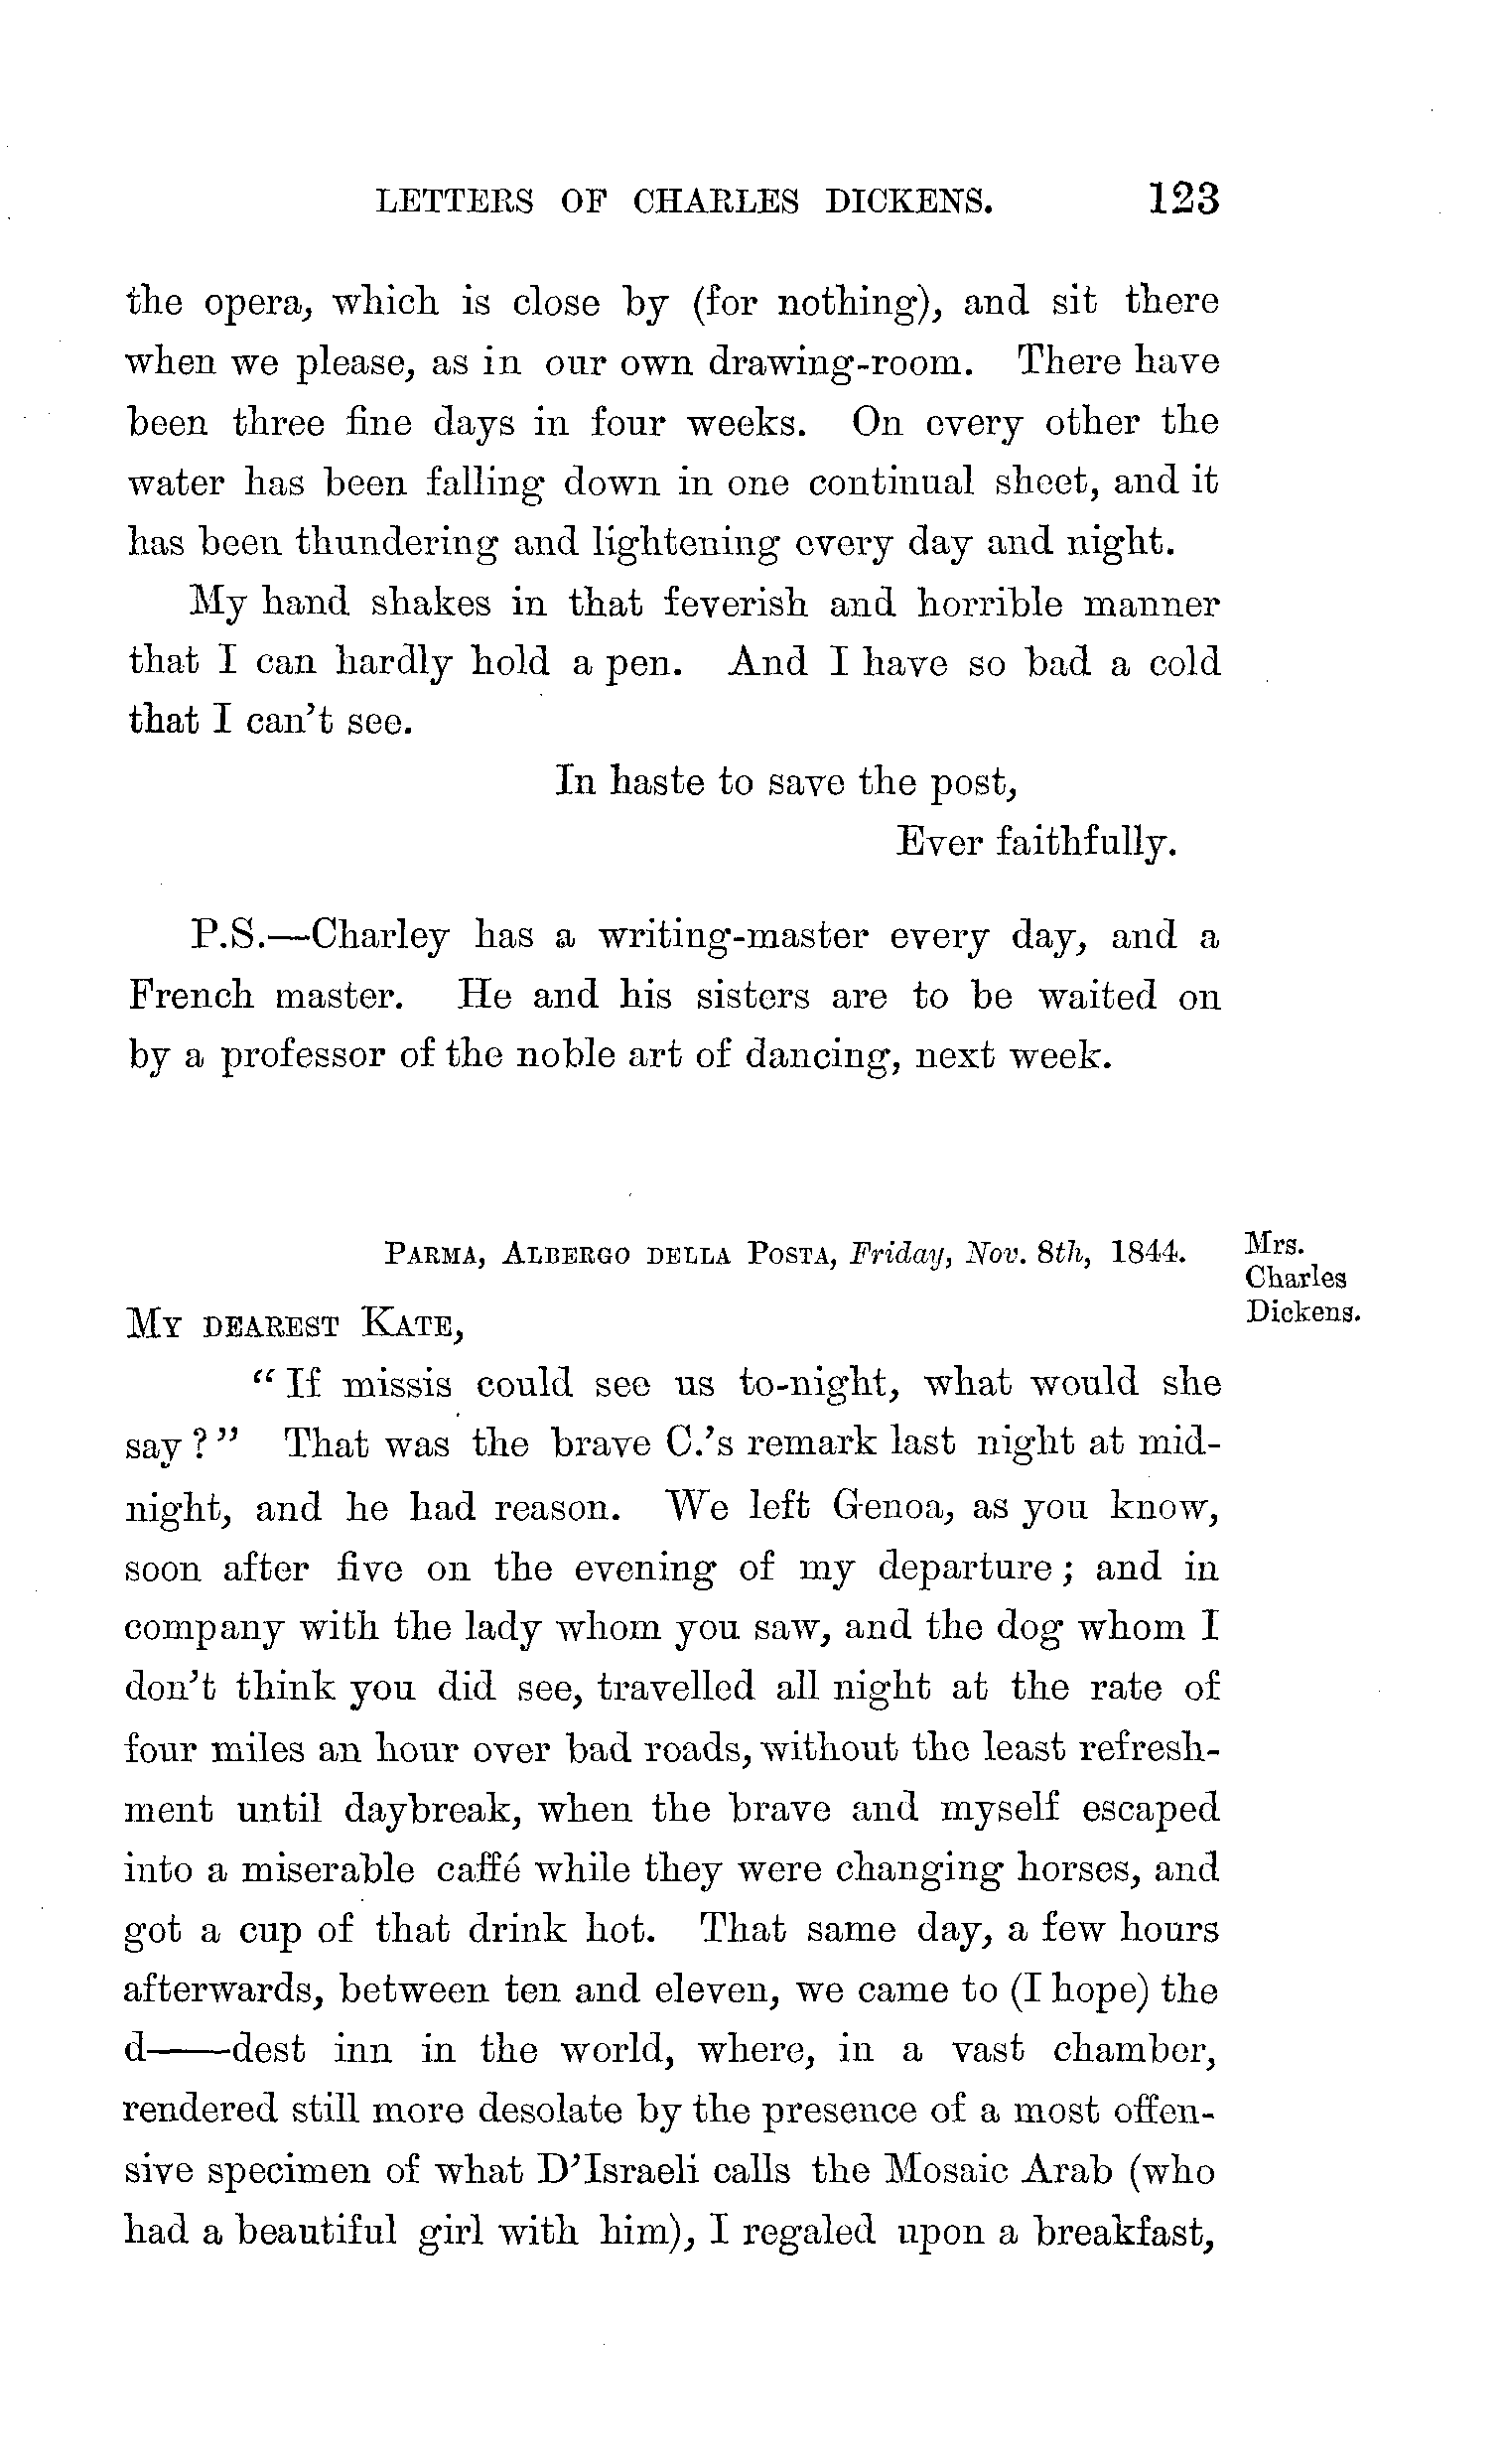 LETTERS OF CHARLES DICKENS. 123
the opera, which is close by (for nothing), and sit there
when we please, as in our own drawing-room. There have
been three fine days in four weeks. On every other the
water has been falling down in one continual sheet, and it
has been thundering and lightening every day and night.
My hand shakes in that feverish and horrible manner
that I can hardly hold a pen. And I have so bad a cold
that I can't see.
In haste to save the post,
Ever faithfully.
P.S.—Charley has a writing-master every day, and a
French master. He and his sisters are to be waited on
by a professor of the noble art of dancing, next week.
PARMA, ALBERGO DELLA POSTA, Friday, Nov. 8th, 1844.
Mrs.
Charles
Dickens.
MY DEAREST KATE,
"If missis could see us to-night, what would she
say?" That was the brave C.'s remark last night at mid-
night, and he had reason. We left Genoa, as you know,
soon after five on the evening of my departure; and in
company with the lady whom you saw, and the dog whom I
don't think you did see, travelled all night at the rate of
four miles an hour over bad roads, without the least refresh-
ment until daybreak, when the brave and myself escaped
into a miserable caffé while they were changing horses, and
got a cup of that drink hot. That same day, a few hours
afterwards, between ten and eleven, we came to (I hope) the
d——dest inn in the world, where, in a vast chamber,
rendered still more desolate by the presence of a most offen-
sive specimen of what D'Israeli calls the Mosaic Arab (who
had a beautiful girl with him), I regaled upon a breakfast,